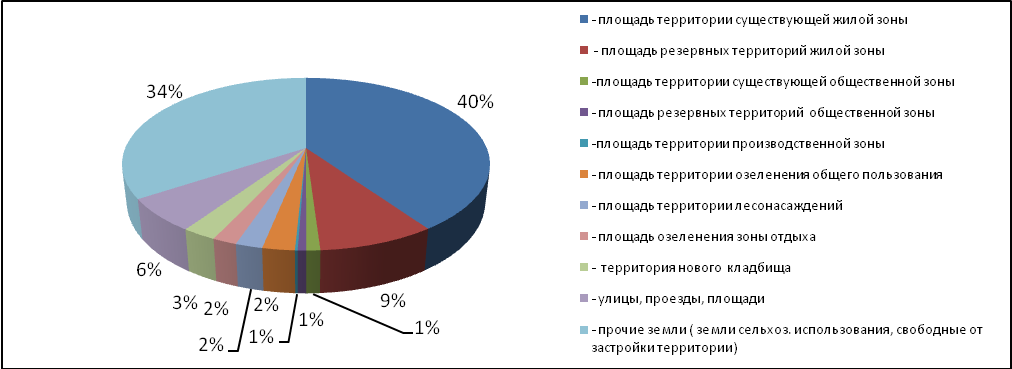 34%
40%
6%
3%
2%
2%
2%
1%
1%
9%
1%
- площадь территории существующей жилой зоны
- площадь резервных территорий жилой зоны
-площадь территории существующей общественной зоны
- площадь резервных территорий общественной зоны
-площадь территории производственной зоны
- площадь территории озеленения общего пользования
- площадь территории лесонасаждений
- площадь озеленения зоны отдыха
- территория нового кладбища
- улицы, проезды, площади
- прочие земли ( земли сельхоз. использования, свободные от
застройки территории)